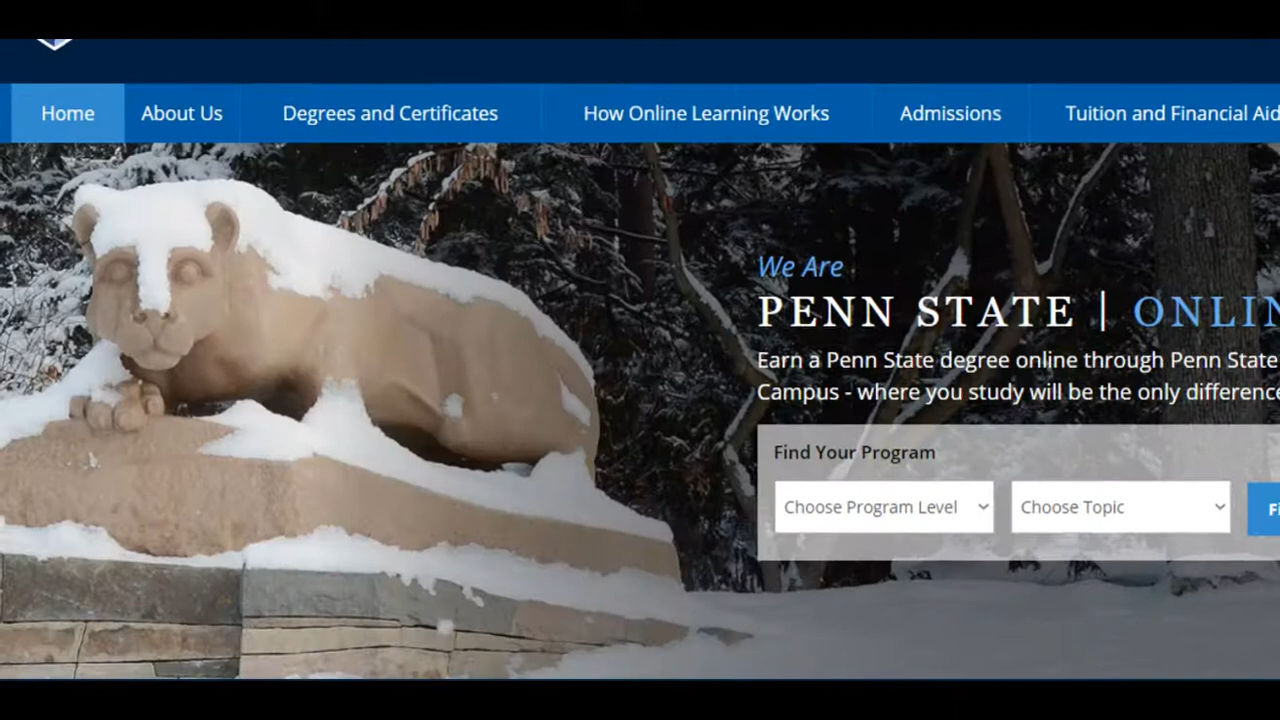 Home About Us Degrees and Certificates How Online Learning Works Admissions Tuition and Financial Aid
We Are
PENN STATE | ONLIN
Earn a Penn State degree online through Penn State
Campus - where you study will be the only difference
Find Your Program
Choose Program Level Choose Topic Fi